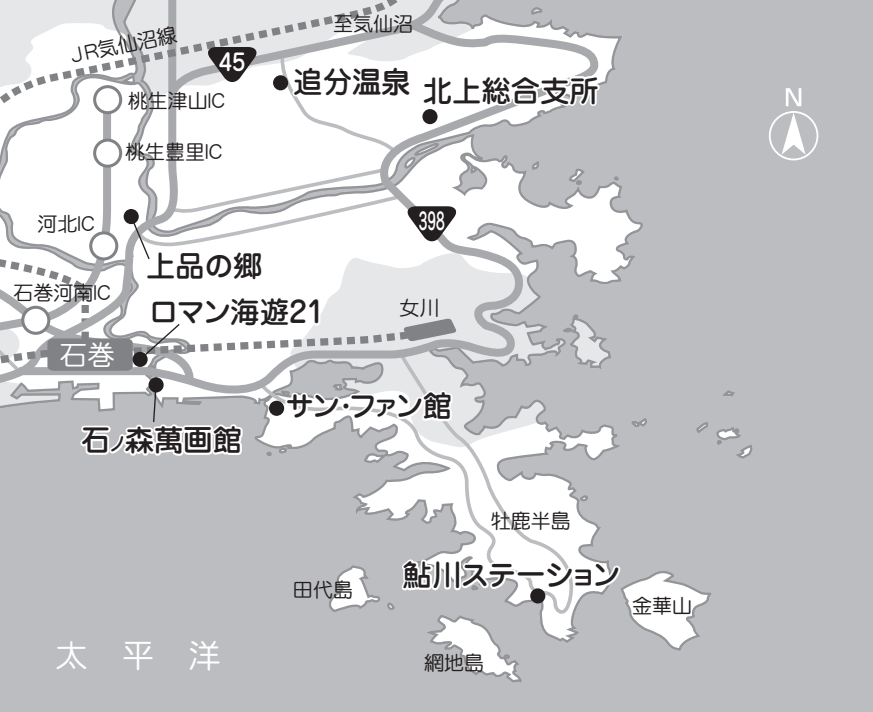 至気仙沼
JR気仙沼線
45
追分温泉
北上総合支所
桃生津山IC
N
桃生豊里IC
河北IC
398
上品の郷
石巻河南IC
ロマン海遊21
女川
石巻
サン・ファン館
石ノ森萬画館
牡鹿半島
鮎川ステーション
田代島
金華山
網地島
太平洋